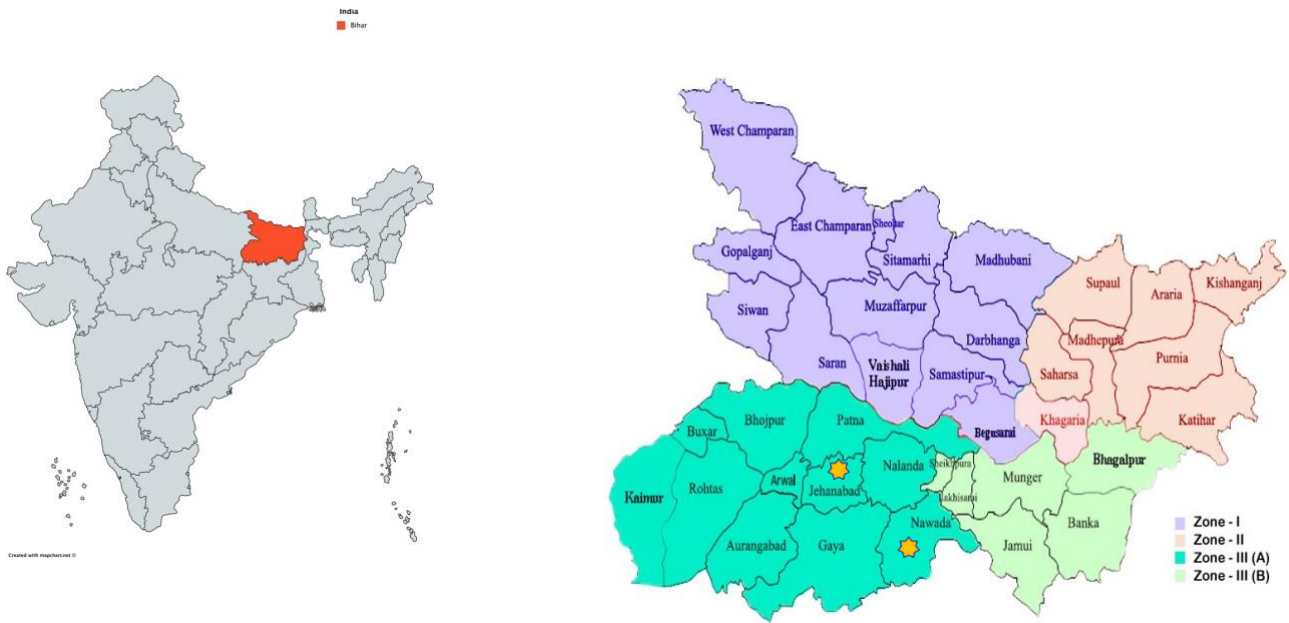 India
Bihar
Created with mapchart.net ©
West Champaran
East Champaran
Sheohar
Sitamarhi
Gopalganj
Madhubani
Siwan
Muzaffarpur
Darbhanga
Saran
Vaishali
Hajipur
Samastipur
Begusarai
Supaul
Araria
Kishanganj
Madhepura
Purnia
Saharsa
Khagaria
Katihar
Buxar
Bhojpur
Patna
Kaimur
Rohtas
Arwal
Jehanabad
Nalanda
Sheikhpura
Lakhisarai
Munger
Bhagalpur
Aurangabad
Gaya
Nawada
Jamui
Banka
Zone - I
Zone - II
Zone - III (A)
Zone - III (B)